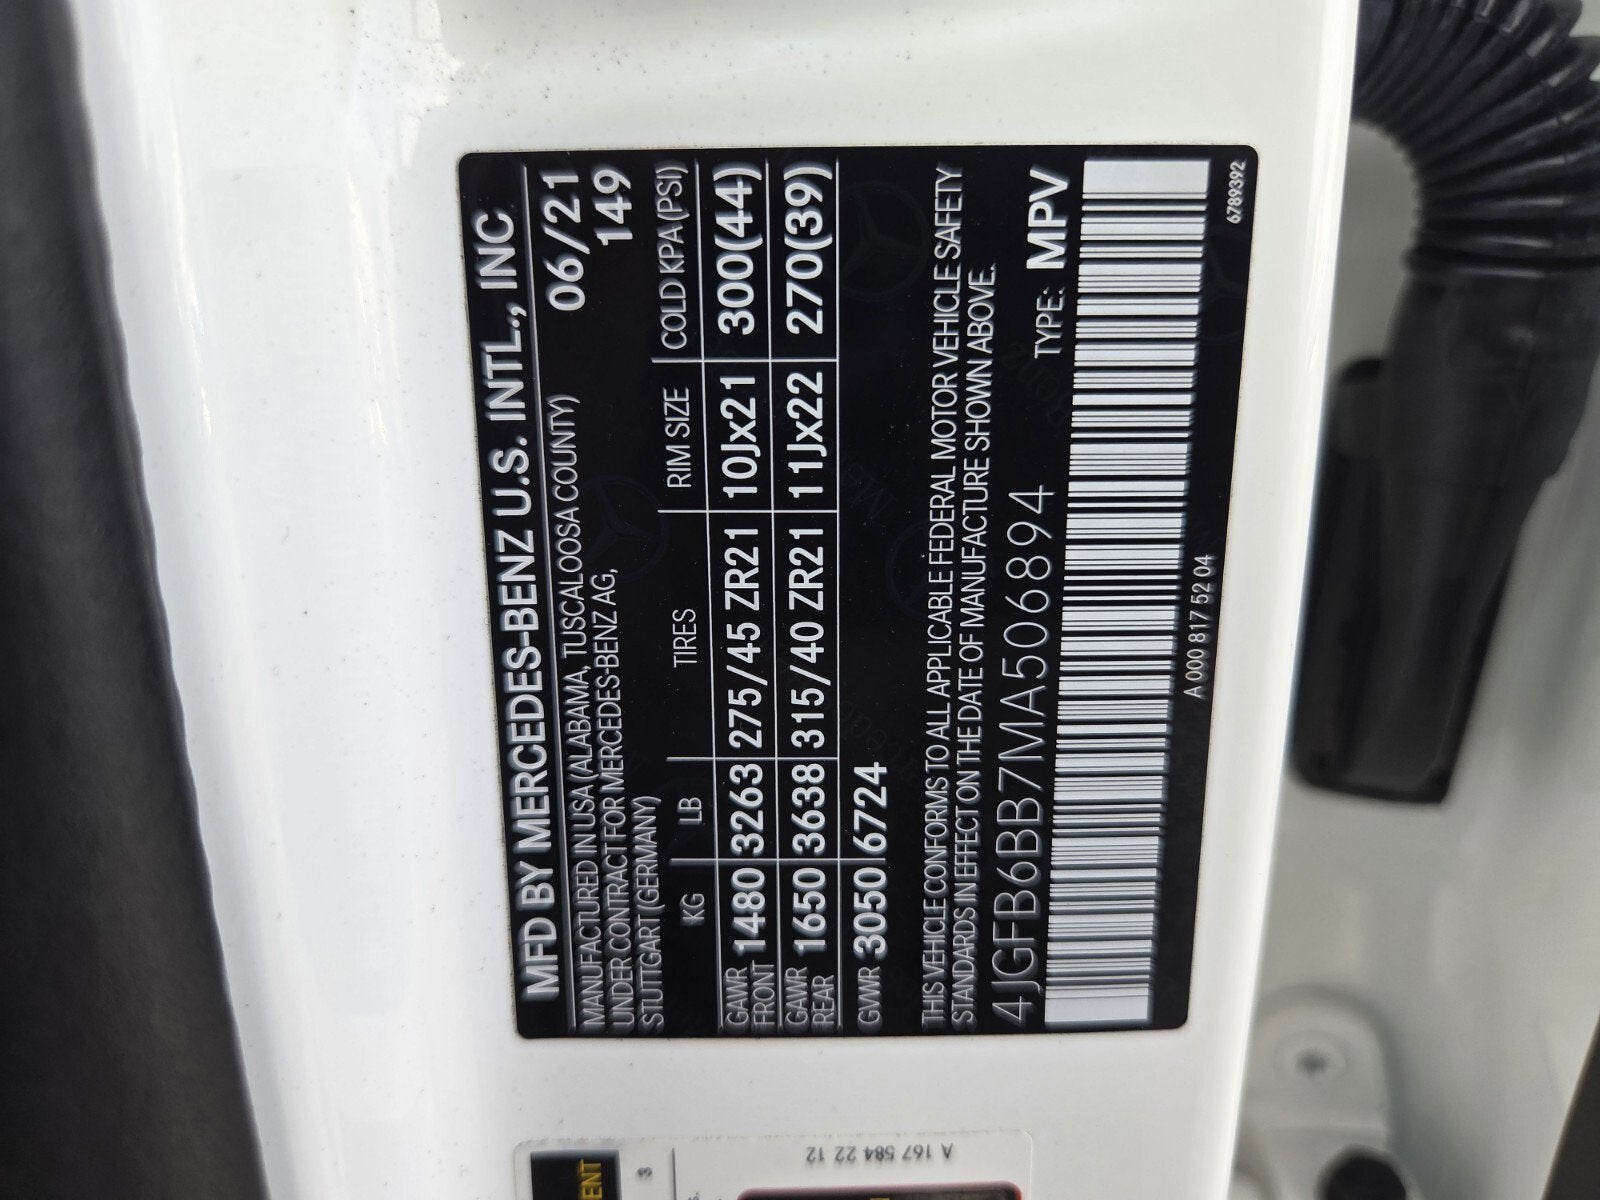 MFD BY MERCEDES-BENZ U.S. INTL., INC
MANUFACTURED IN USA (ALABAMA, TUSCALOOSA COUNTY) 06/21
UNDER CONTRACT FOR MERCEDES-BENZ AG, 149
STUTTGART (GERMANY)
KG LB TIRES RIM SIZE COLD KPA (PSI)
GAWR FRONT 1480 3263 275/45 ZR21 10Jx21 300(44)
GAWR REAR 1650 3638 315/40 ZR21 11Jx22 270(39)
GVWR 3050 6724
THIS VEHICLE CONFORMS TO ALL APPLICABLE FEDERAL MOTOR VEHICLE SAFETY
STANDARDS IN EFFECT ON THE DATE OF MANUFACTURE SHOWN ABOVE.
4JGFB6BB7MA506894 TYPE: MPV
A 000 817 52 04 6789392
A 167 584 22 12
3